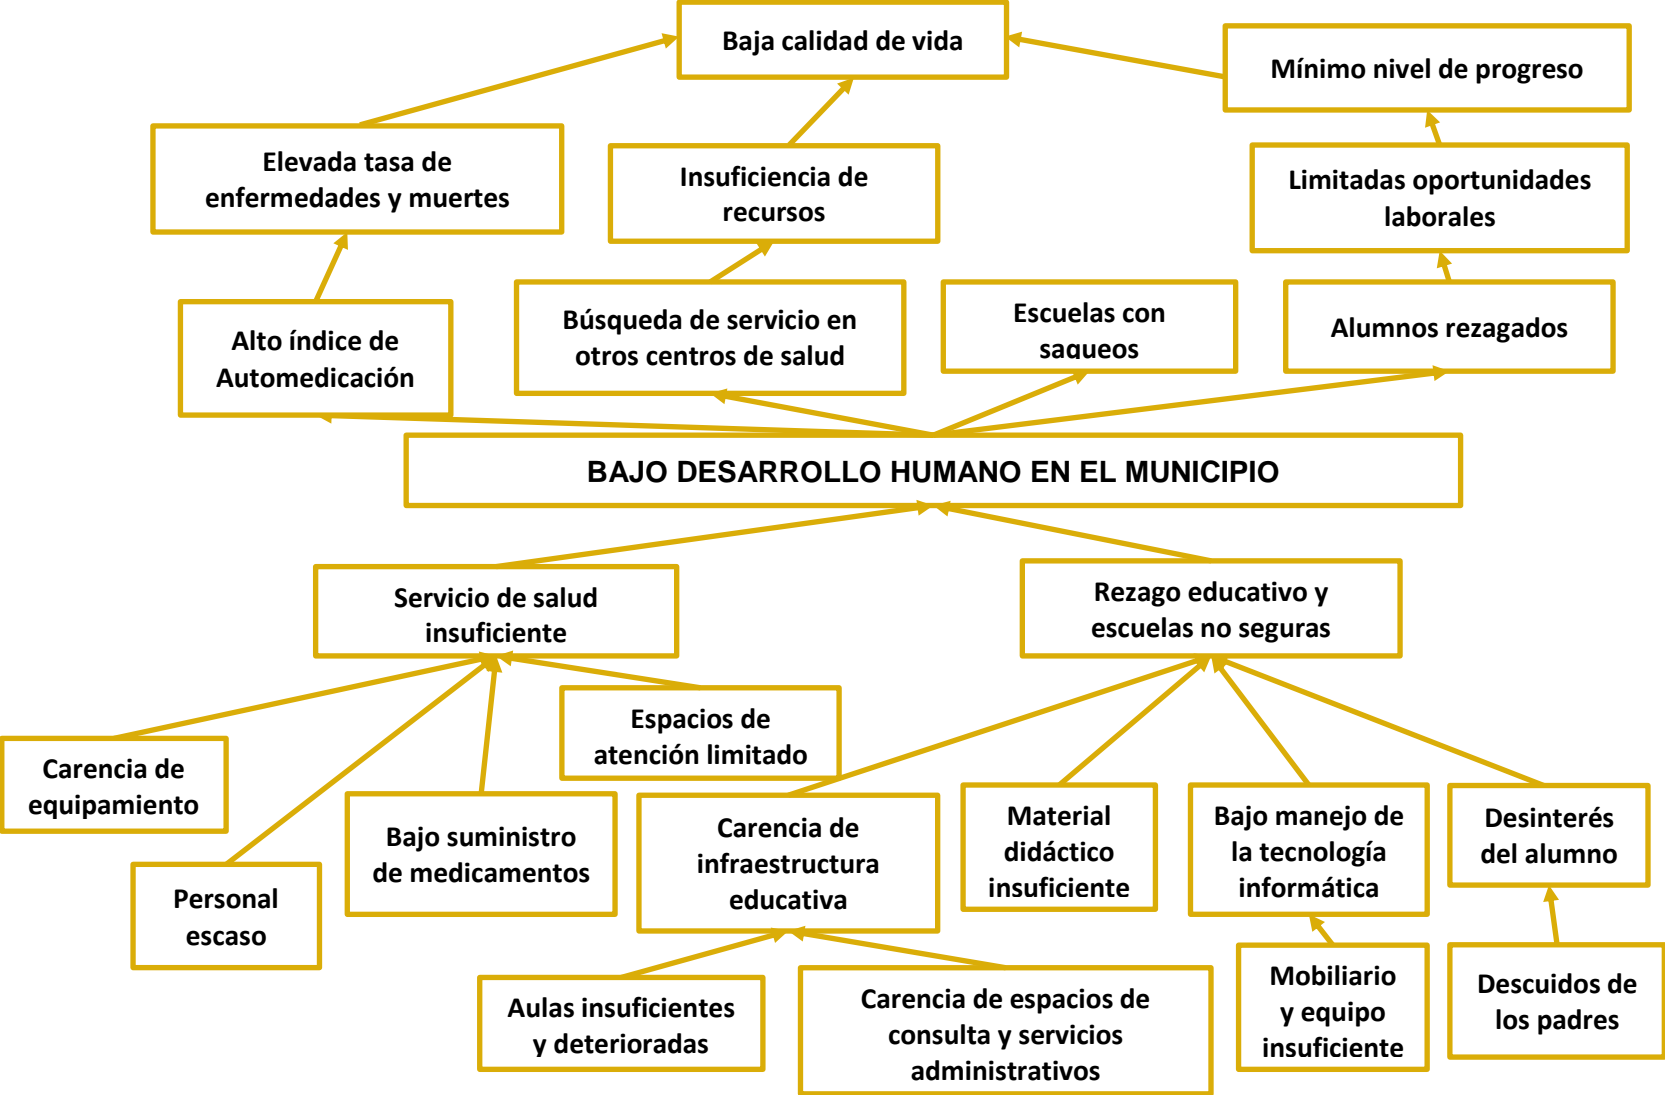 Baja calidad de vida
Mínimo nivel de progreso
Elevada tasa de
enfermedades y muertes
Insuficiencia de
recursos
Limitadas oportunidades
laborales
Alto índice de
Automedicación
Búsqueda de servicio en
otros centros de salud
Escuelas con
saqueos
Alumnos rezagados
BAJO DESARROLLO HUMANO EN EL MUNICIPIO
Servicio de salud
insuficiente
Rezago educativo y
escuelas no seguras
Carencia de
equipamiento
Personal
escaso
Bajo suministro
de medicamentos
Espacios de
atención limitado
Carencia de
infraestructura
educativa
Material
didáctico
insuficiente
Bajo manejo de
la tecnología
informática
Desinterés
del alumno
Aulas insuficientes
y deterioradas
Carencia de espacios de
consulta y servicios
administrativos
Mobiliario
y equipo
insuficiente
Descuidos de
los padres